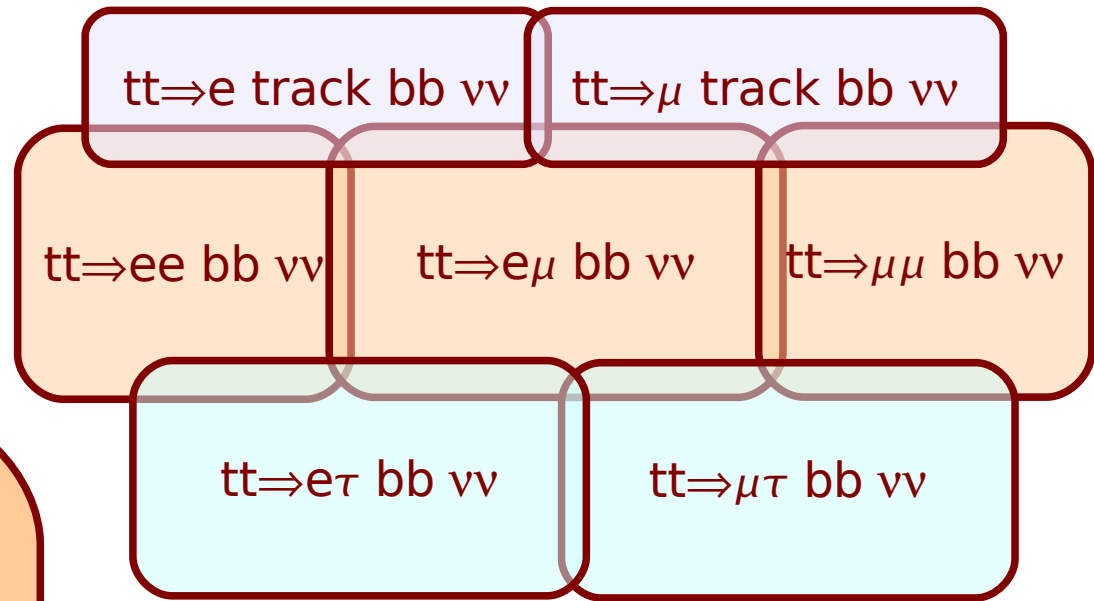 tt⇒e track bb νν
tt⇒μ track bb νν
tt⇒ee bb νν
tt⇒eμ bb νν
tt⇒μμ bb νν
tt⇒eτ bb νν
tt⇒μτ bb νν